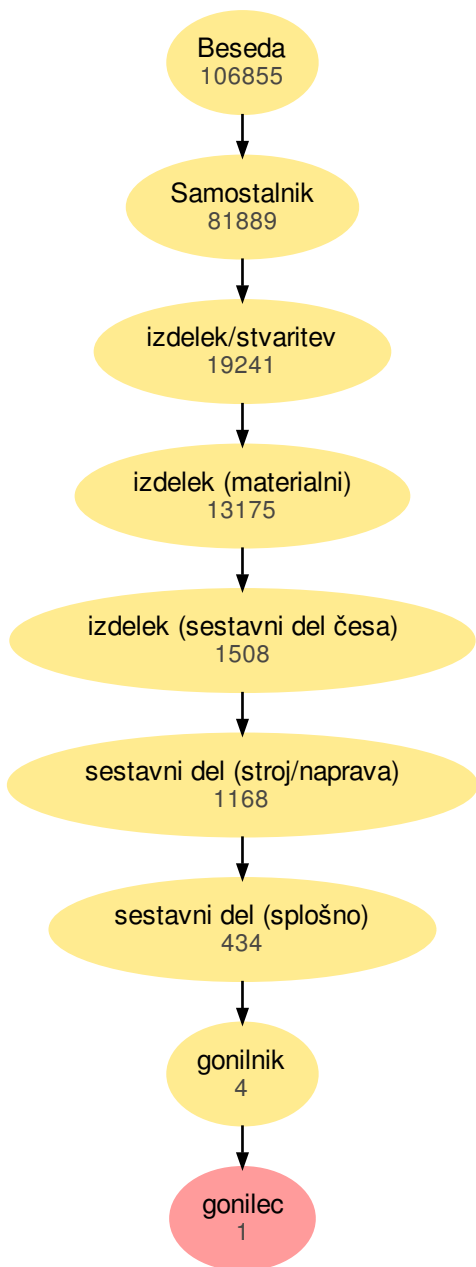 Beseda
106855
Samostalnik
81889
izdelek/stvaritev
19241
izdelek (materialni)
13175
izdelek (sestavni del česa)
1508
sestavni del (stroj/naprava)
1168
sestavni del (splošno)
434
gonilnik
4
gonilec
1